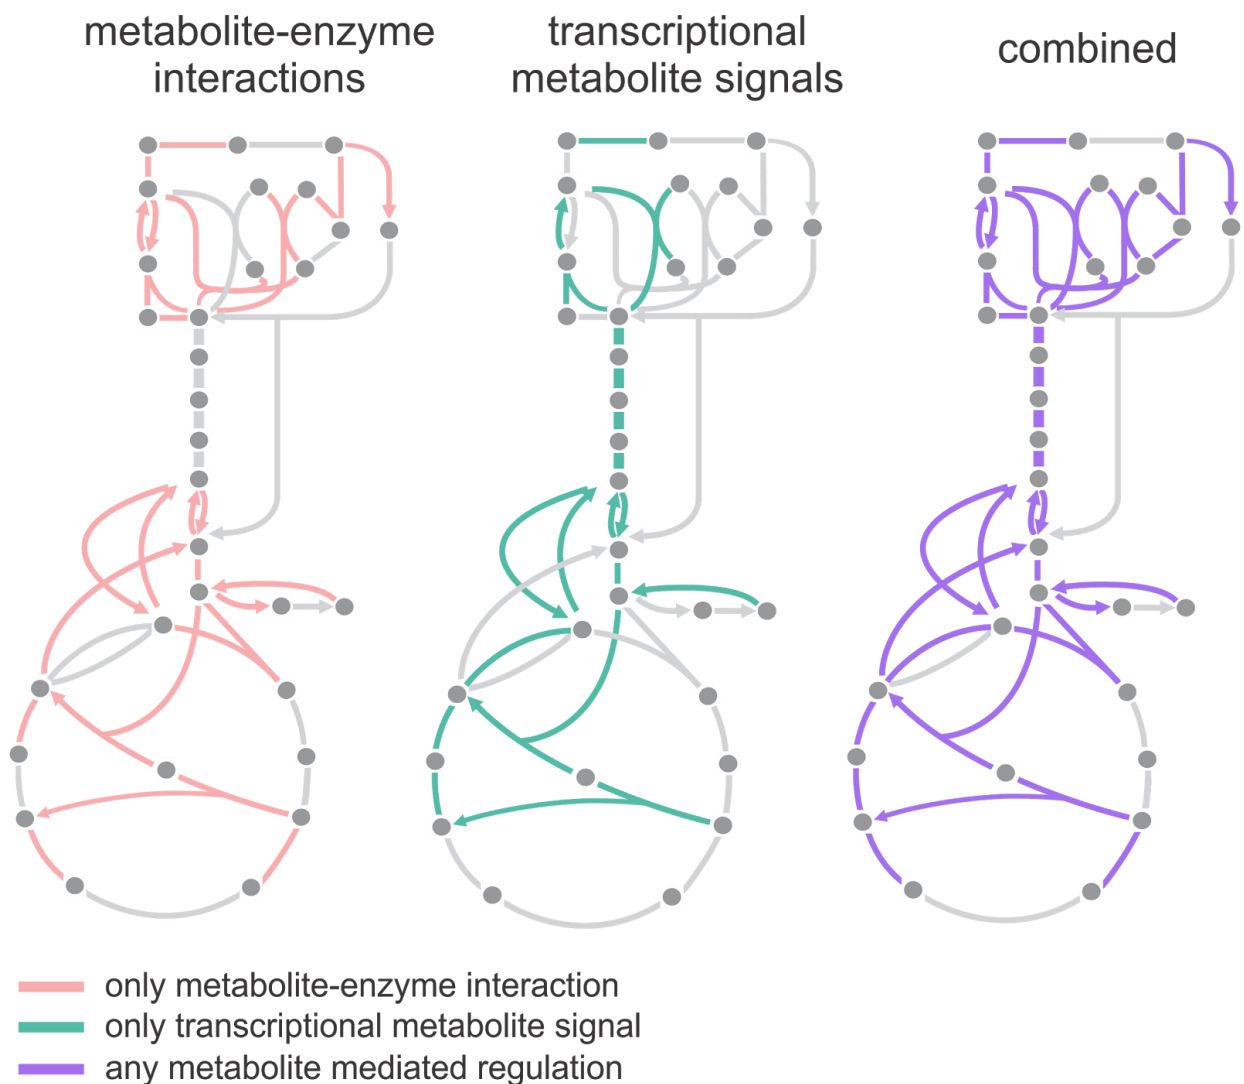 metabolite-enzyme
interactions
transcriptional
metabolite signals
combined
only metabolite-enzyme interaction
only transcriptional metabolite signal
any metabolite mediated regulation